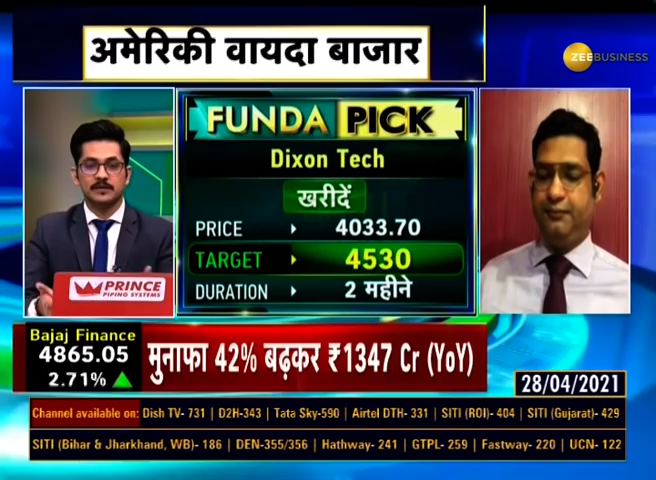 अमेरिकी वायदा बाजार
ZEEBUSINESS
FUNDA PICK
Dixon Tech
खरीदें
PRICE 4033.70
TARGET 4530
DURATION 2 महीने
PRINCE
PIPING SYSTEMS
Bajaj Finance
4865.05
2.71%
मुनाफा 42% बढ़कर ₹1347 Cr (YoY)
28/04/2021
Channel available on: Dish TV- 731 | D2H-343 | Tata Sky-590 | Airtel DTH- 331 | SITI (ROI)- 404 | SITI (Gujarat)- 429
SITI (Bihar & Jharkhand, WB)- 186 | DEN-355/356 | Hathway- 241 | GTPL- 259 | Fastway- 220 | UCN- 122